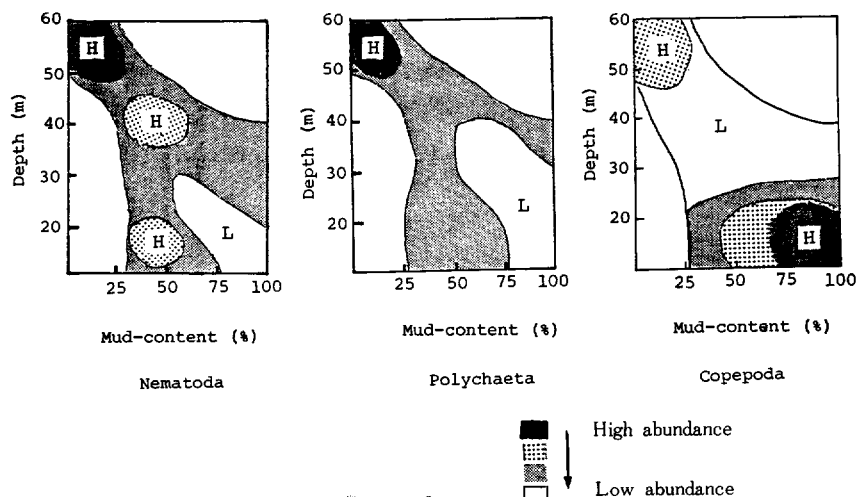 60
50
40
30
20
Depth (m)
H
H
H
L
25 50 75 100
Mud-content (%)
Nematoda
60
50
40
30
20
Depth (m)
H
L
25 50 75 100
Mud-content (%)
Polychaeta
60
50
40
30
20
Depth (m)
H
L
H
25 50 75 100
Mud-content (%)
Copepoda
High abundance
Low abundance